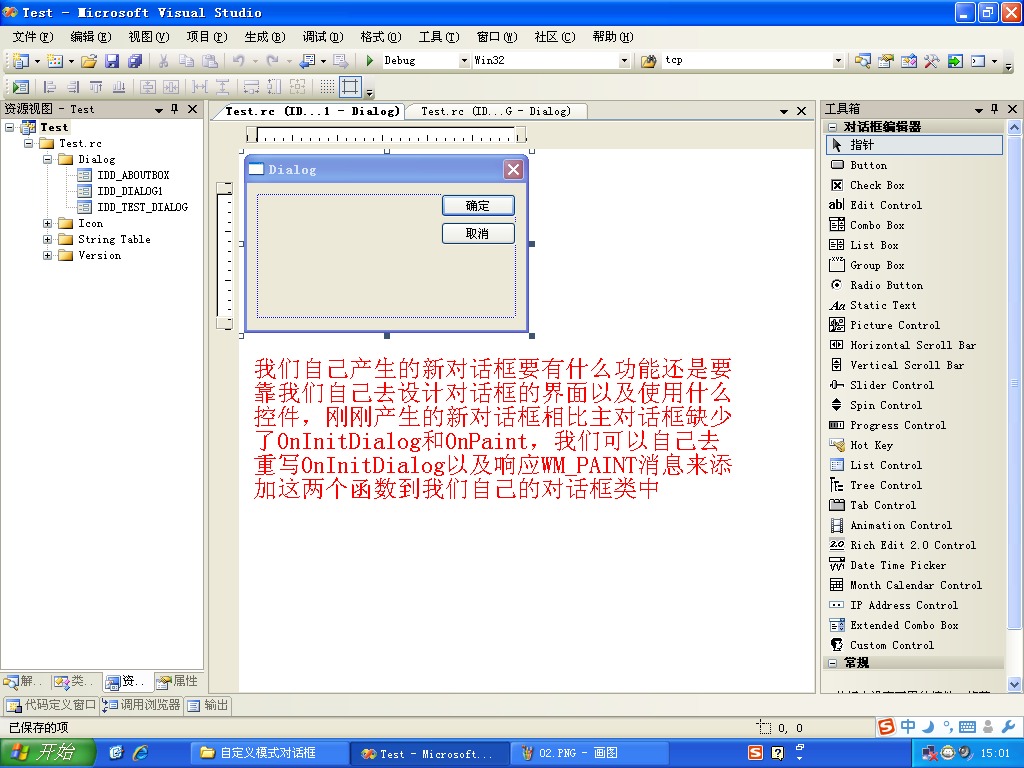 Test - Microsoft Visual Studio
文件(F) 编辑(E) 视图(V) 项目(P) 生成(B) 调试(D) 格式(O) 工具(T) 窗口(W) 社区(C) 帮助(H)
Debug Win32 tcp
资源视图 - Test
Test
Test.rc
Dialog
IDD_ABOUTBOX
IDD_DIALOG1
IDD_TEST_DIALOG
Icon
String Table
Version
Test.rc (ID...1 - Dialog) Test.rc (ID...G - Dialog)
Dialog
确定
取消
我们自己产生的新对话框要有什么功能还是要
靠我们自己去设计对话框的界面以及使用什么
控件，刚刚产生的新对话框相比主对话框缺少
了OnInitDialog和OnPaint，我们可以自己去
重写OnInitDialog以及响应WM_PAINT消息来添
加这两个函数到我们自己的对话框类中
工具箱
对话框编辑器
指针
Button
Check Box
Edit Control
Combo Box
List Box
Group Box
Radio Button
Static Text
Picture Control
Horizontal Scroll Bar
Vertical Scroll Bar
Slider Control
Spin Control
Progress Control
Hot Key
List Control
Tree Control
Tab Control
Animation Control
Rich Edit 2.0 Control
Date Time Picker
Month Calendar Control
IP Address Control
Extended Combo Box
Custom Control
常规
解.. 类.. 资.. 属性
代码定义窗口 调用浏览器 输出
已保存的项 0, 0
中
开始 自定义模式对话框 Test - Microsoft... 02.PNG - 画图 15:01